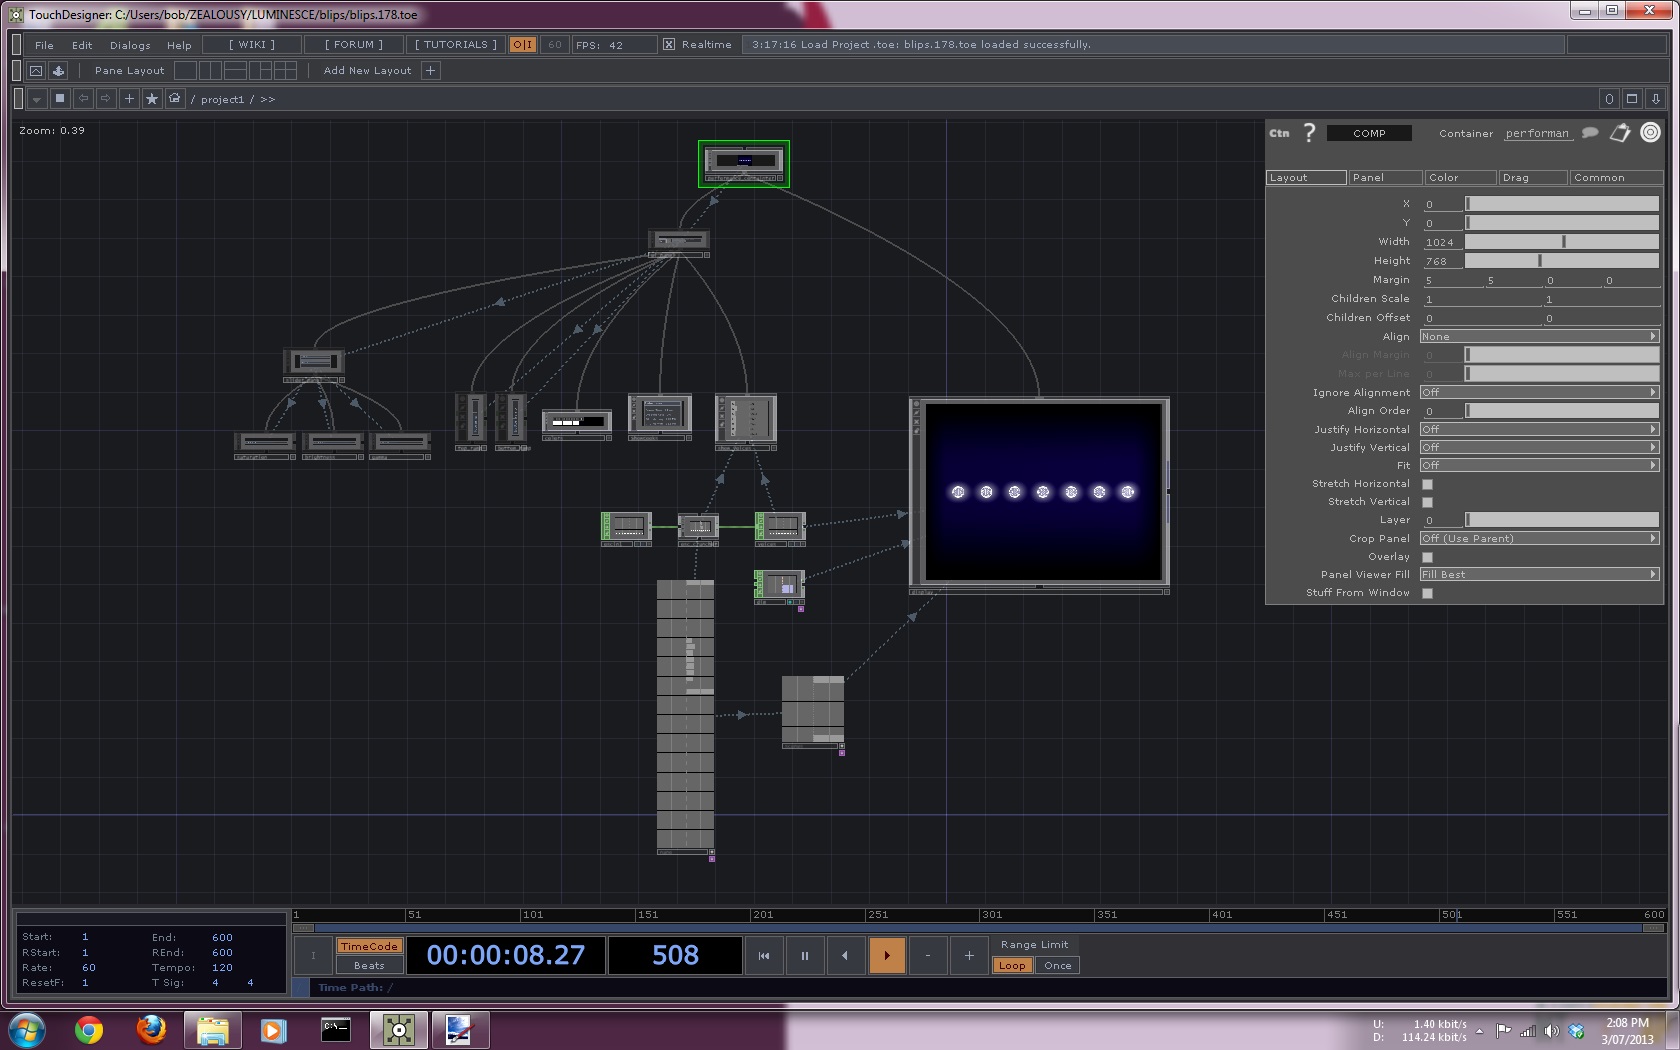 TouchDesigner: C:/Users/bob/ZEALOUSY/LUMINESCE/blips/blips.178.toe
File Edit Dialogs Help [ WIKI ] [ FORUM ] [ TUTORIALS ] O|I 60 FPS: 42 Realtime 3:17:16 Load Project .toe: blips.178.toe loaded successfully.
Pane Layout Add New Layout +
/ project1 / >>
Zoom: 0.39
Ctn ? COMP Container performan
Layout Panel Color Drag Common
X 0
Y 0
Width 1024
Height 768
Margin 5 5 0 0
Children Scale 1 1
Children Offset 0 0
Align None
Align Margin 0
Max per Line 0
Ignore Alignment Off
Align Order 0
Justify Horizontal Off
Justify Vertical Off
Fit Off
Stretch Horizontal
Stretch Vertical
Layer 0
Crop Panel Off (Use Parent)
Overlay
Panel Viewer Fill Fill Best
Stuff From Window
1 51 101 151 201 251 301 351 401 451 501 551 600
Start: 1 End: 600
RStart: 1 REnd: 600
Rate: 60 Tempo: 120
ResetF: 1 T Sig: 4 4
TimeCode
Beats
00:00:08.27
508
- +
Range Limit
Loop Once
Time Path: /
U: 1.40 kbit/s
D: 114.24 kbit/s
2:08 PM
3/07/2013